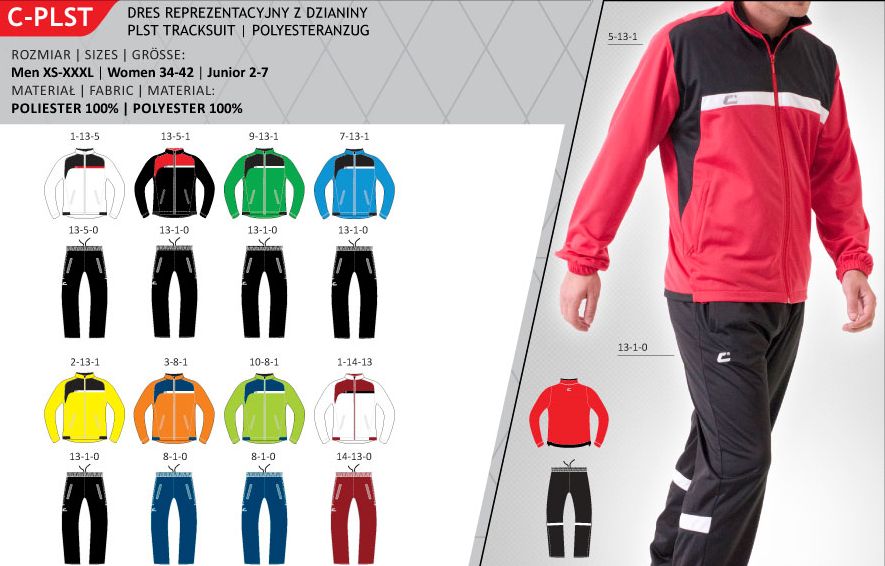 C-PLST
DRES REPREZENTACYJNY Z DZIANINY
PLST TRACKSUIT | POLYESTERANZUG
ROZMIAR | SIZES | GRÖSSE:
Men XS-XXXL | Women 34-42 | Junior 2-7
MATERIAŁ | FABRIC | MATERIAL:
POLIESTER 100% | POLYESTER 100%
5-13-1
1-13-5 13-5-1 9-13-1 7-13-1
13-5-0 13-1-0 13-1-0 13-1-0
13-1-0
2-13-1 3-8-1 10-8-1 1-14-13
13-1-0 8-1-0 8-1-0 14-13-0